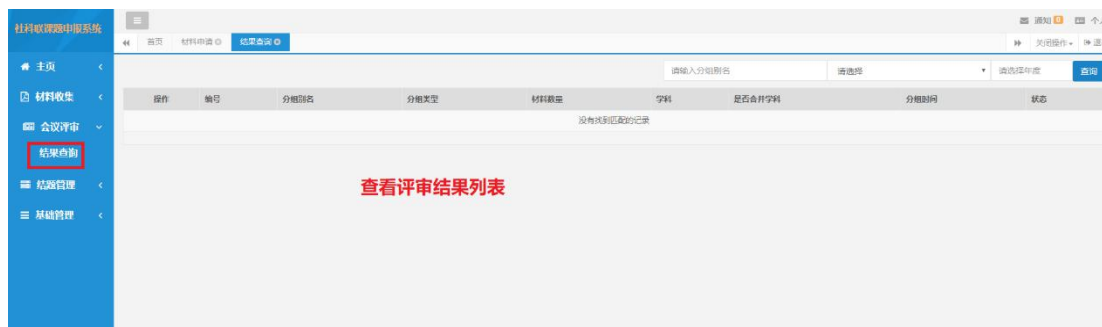 社科联课题申报系统
通知 个人
首页 材料申请 结果查询 关闭操作 退
主页
请输入分组别名 请选择 请选择年度 查询
材料收集
操作 编号 分组别名 分组类型 材料数量 学科 是否合并学科 分组时间 状态
没有找到匹配的记录
会议评审
结果查询
结题管理
查看评审结果列表
基础管理